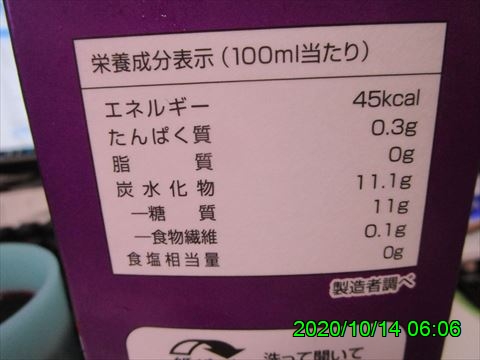 栄養成分表示（100ml当たり）
エネルギー 45kcal
たんぱく質 0.3g
脂質 0g
炭水化物 11.1g
―糖質 11g
―食物繊維 0.1g
食塩相当量 0g
製造者調べ
洗って開いて
2020/10/14 06:06